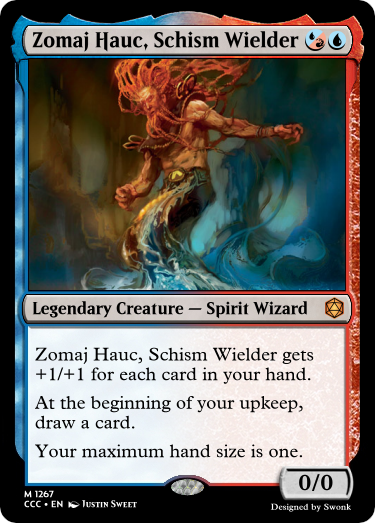 Zomaj Hauc, Schism Wielder
Legendary Creature — Spirit Wizard
Zomaj Hauc, Schism Wielder gets
+1/+1 for each card in your hand.
At the beginning of your upkeep,
draw a card.
Your maximum hand size is one.
0/0
M 1267
CCC • EN Justin Sweet
Designed by Swonk